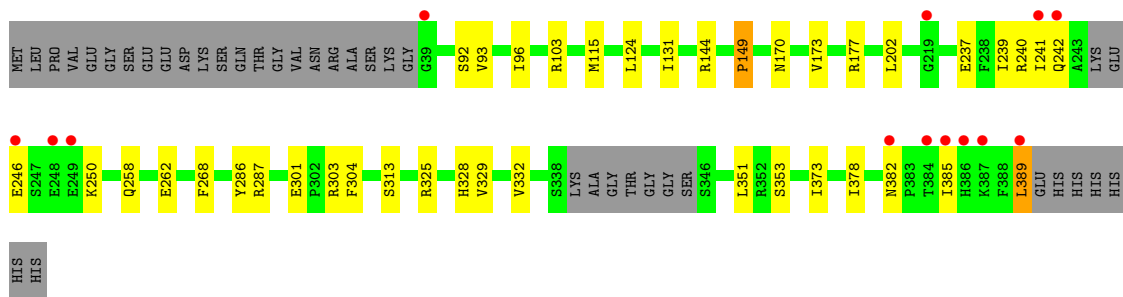 MET LEU PRO VAL GLU GLY SER GLU GLU ASP LYS SER GLN THR GLY VAL ASN ARG ALA SER LYS GLY G39 S92 V93 I96 R103 M115 L124 I131 R144 P149 N170 V173 R177 L202 G219 E237 F238 I239 R240 I241 Q242 A243 LYS GLU
E246 S247 E248 E249 K250 Q258 E262 F268 Y286 R287 E301 P302 R303 F304 S313 R325 H328 V329 V332 S338 LYS ALA GLY THR GLY GLY SER S346 L351 R352 S353 I373 I378 N382 P383 T384 I385 H386 K387 F388 L389 GLU HIS HIS HIS HIS
HIS HIS